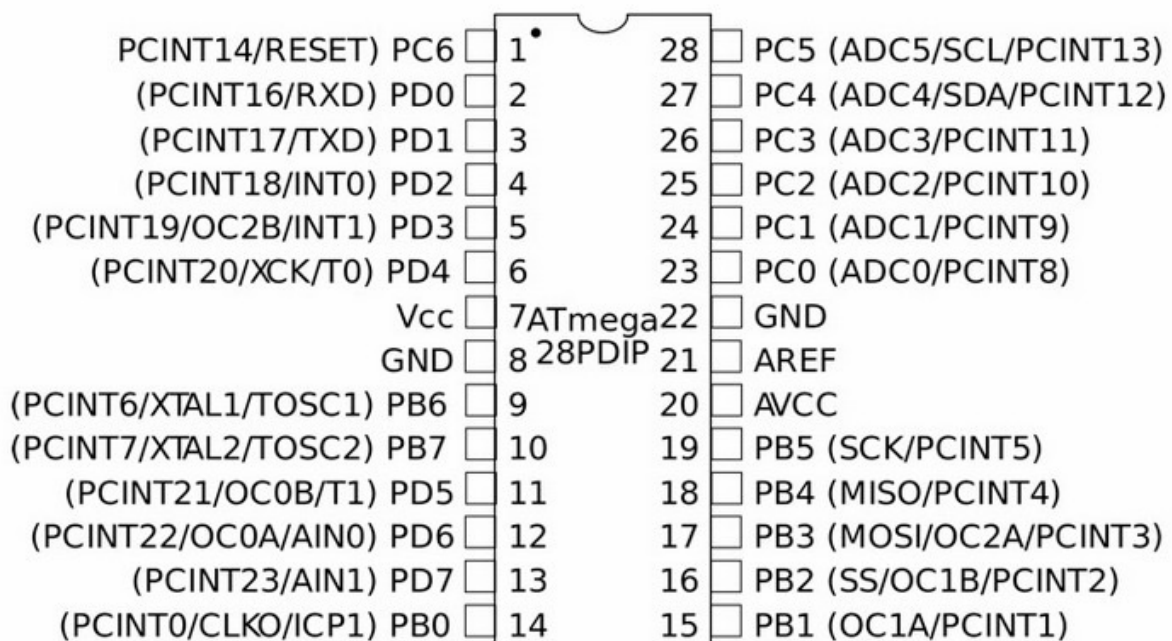 PCINT14/RESET) PC6 1 28 PC5 (ADC5/SCL/PCINT13)
(PCINT16/RXD) PD0 2 27 PC4 (ADC4/SDA/PCINT12)
(PCINT17/TXD) PD1 3 26 PC3 (ADC3/PCINT11)
(PCINT18/INT0) PD2 4 25 PC2 (ADC2/PCINT10)
(PCINT19/OC2B/INT1) PD3 5 24 PC1 (ADC1/PCINT9)
(PCINT20/XCK/T0) PD4 6 23 PC0 (ADC0/PCINT8)
Vcc 7 ATmega 22 GND
GND 8 28PDIP 21 AREF
(PCINT6/XTAL1/TOSC1) PB6 9 20 AVCC
(PCINT7/XTAL2/TOSC2) PB7 10 19 PB5 (SCK/PCINT5)
(PCINT21/OC0B/T1) PD5 11 18 PB4 (MISO/PCINT4)
(PCINT22/OC0A/AIN0) PD6 12 17 PB3 (MOSI/OC2A/PCINT3)
(PCINT23/AIN1) PD7 13 16 PB2 (SS/OC1B/PCINT2)
(PCINT0/CLKO/ICP1) PB0 14 15 PB1 (OC1A/PCINT1)